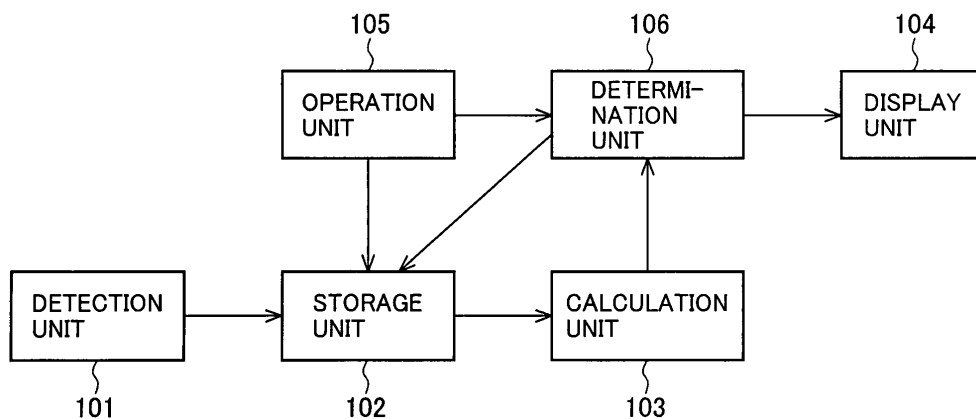 105
106
104
OPERATION
UNIT
DETERMI-
NATION
UNIT
DISPLAY
UNIT
DETECTION
UNIT
STORAGE
UNIT
CALCULATION
UNIT
101
102
103